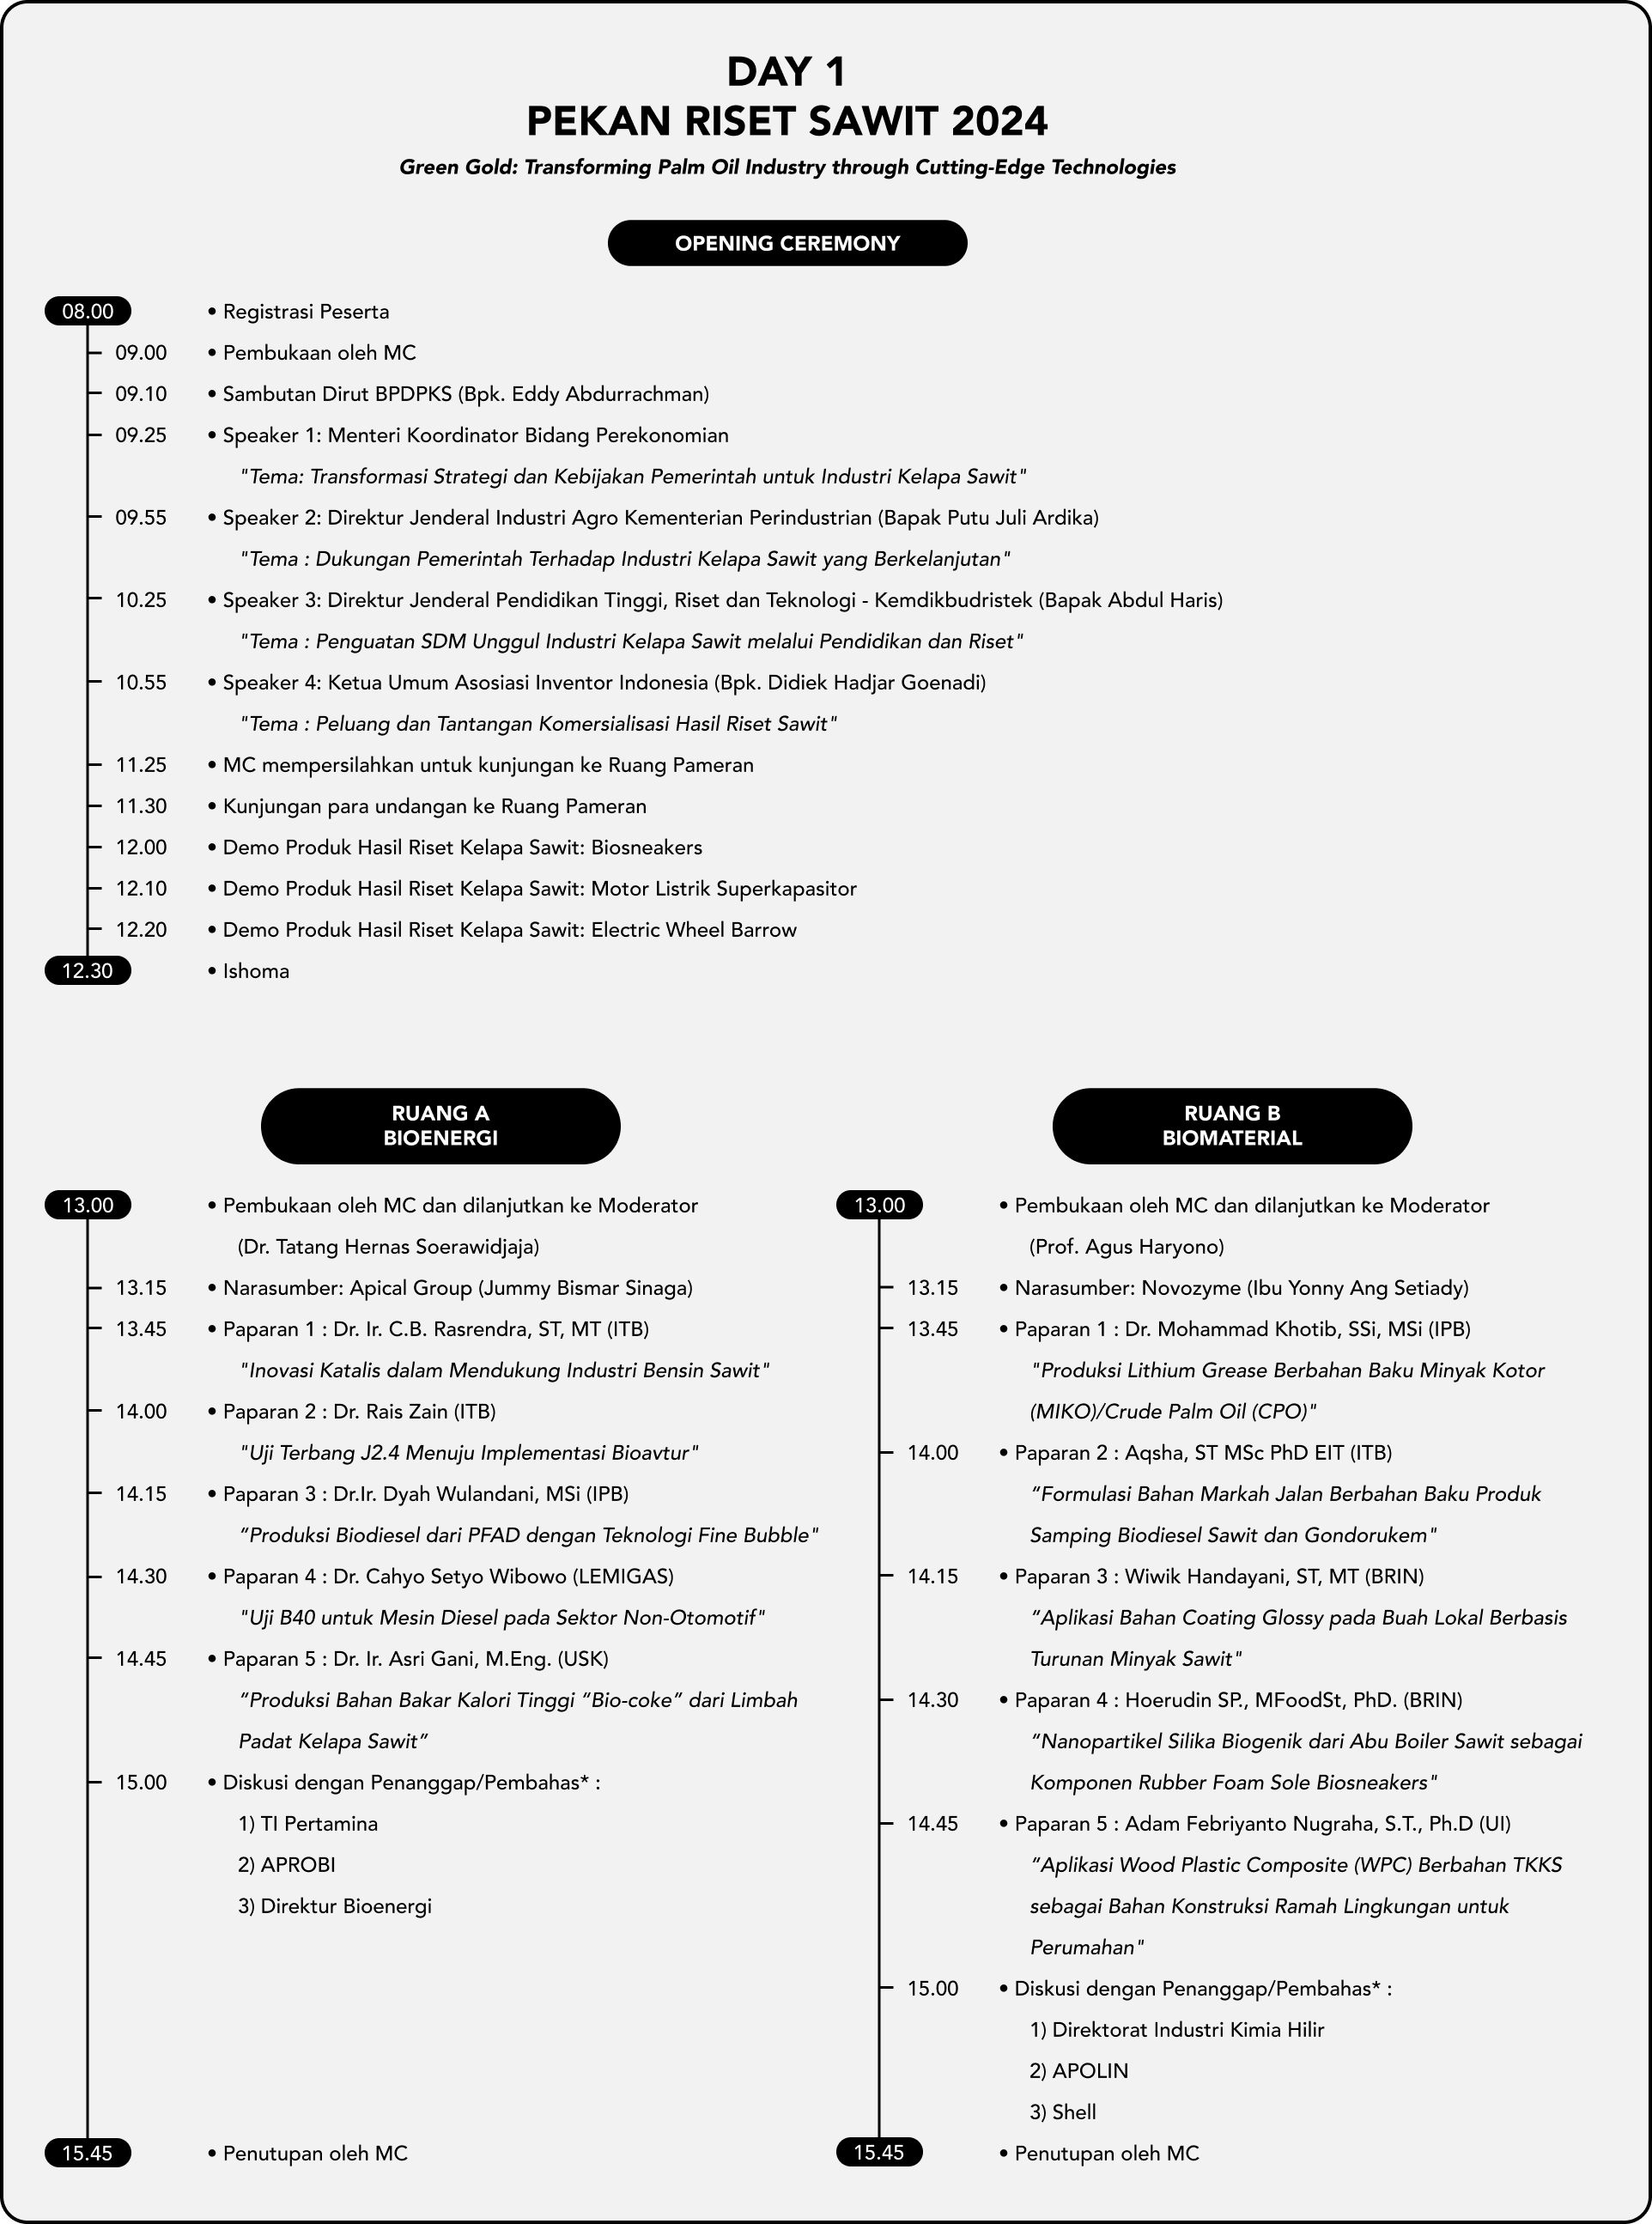 DAY 1
PEKAN RISET SAWIT 2024
Green Gold: Transforming Palm Oil Industry through Cutting-Edge Technologies
OPENING CEREMONY
08.00 • Registrasi Peserta
09.00 • Pembukaan oleh MC
09.10 • Sambutan Dirut BPDPKS (Bpk. Eddy Abdurrachman)
09.25 • Speaker 1: Menteri Koordinator Bidang Perekonomian
"Tema: Transformasi Strategi dan Kebijakan Pemerintah untuk Industri Kelapa Sawit"
09.55 • Speaker 2: Direktur Jenderal Industri Agro Kementerian Perindustrian (Bapak Putu Juli Ardika)
"Tema : Dukungan Pemerintah Terhadap Industri Kelapa Sawit yang Berkelanjutan"
10.25 • Speaker 3: Direktur Jenderal Pendidikan Tinggi, Riset dan Teknologi - Kemdikbudristek (Bapak Abdul Haris)
"Tema : Penguatan SDM Unggul Industri Kelapa Sawit melalui Pendidikan dan Riset"
10.55 • Speaker 4: Ketua Umum Asosiasi Inventor Indonesia (Bpk. Didiek Hadjar Goenadi)
"Tema : Peluang dan Tantangan Komersialisasi Hasil Riset Sawit"
11.25 • MC mempersilahkan untuk kunjungan ke Ruang Pameran
11.30 • Kunjungan para undangan ke Ruang Pameran
12.00 • Demo Produk Hasil Riset Kelapa Sawit: Biosneakers
12.10 • Demo Produk Hasil Riset Kelapa Sawit: Motor Listrik Superkapasitor
12.20 • Demo Produk Hasil Riset Kelapa Sawit: Electric Wheel Barrow
12.30 • Ishoma
RUANG A
BIOENERGI
13.00 • Pembukaan oleh MC dan dilanjutkan ke Moderator
(Dr. Tatang Hernas Soerawidjaja)
13.15 • Narasumber: Apical Group (Jummy Bismar Sinaga)
13.45 • Paparan 1 : Dr. Ir. C.B. Rasrendra, ST, MT (ITB)
"Inovasi Katalis dalam Mendukung Industri Bensin Sawit"
14.00 • Paparan 2 : Dr. Rais Zain (ITB)
"Uji Terbang J2.4 Menuju Implementasi Bioavtur"
14.15 • Paparan 3 : Dr.Ir. Dyah Wulandani, MSi (IPB)
“Produksi Biodiesel dari PFAD dengan Teknologi Fine Bubble"
14.30 • Paparan 4 : Dr. Cahyo Setyo Wibowo (LEMIGAS)
"Uji B40 untuk Mesin Diesel pada Sektor Non-Otomotif"
14.45 • Paparan 5 : Dr. Ir. Asri Gani, M.Eng. (USK)
“Produksi Bahan Bakar Kalori Tinggi “Bio-coke” dari Limbah
Padat Kelapa Sawit”
15.00 • Diskusi dengan Penanggap/Pembahas* :
1) TI Pertamina
2) APROBI
3) Direktur Bioenergi
15.45 • Penutupan oleh MC
RUANG B
BIOMATERIAL
13.00 • Pembukaan oleh MC dan dilanjutkan ke Moderator
(Prof. Agus Haryono)
13.15 • Narasumber: Novozyme (Ibu Yonny Ang Setiady)
13.45 • Paparan 1 : Dr. Mohammad Khotib, SSi, MSi (IPB)
"Produksi Lithium Grease Berbahan Baku Minyak Kotor
(MIKO)/Crude Palm Oil (CPO)"
14.00 • Paparan 2 : Aqsha, ST MSc PhD EIT (ITB)
“Formulasi Bahan Markah Jalan Berbahan Baku Produk
Samping Biodiesel Sawit dan Gondorukem"
14.15 • Paparan 3 : Wiwik Handayani, ST, MT (BRIN)
“Aplikasi Bahan Coating Glossy pada Buah Lokal Berbasis
Turunan Minyak Sawit"
14.30 • Paparan 4 : Hoerudin SP., MFoodSt, PhD. (BRIN)
“Nanopartikel Silika Biogenik dari Abu Boiler Sawit sebagai
Komponen Rubber Foam Sole Biosneakers"
14.45 • Paparan 5 : Adam Febriyanto Nugraha, S.T., Ph.D (UI)
“Aplikasi Wood Plastic Composite (WPC) Berbahan TKKS
sebagai Bahan Konstruksi Ramah Lingkungan untuk
Perumahan"
15.00 • Diskusi dengan Penanggap/Pembahas* :
1) Direktorat Industri Kimia Hilir
2) APOLIN
3) Shell
15.45 • Penutupan oleh MC